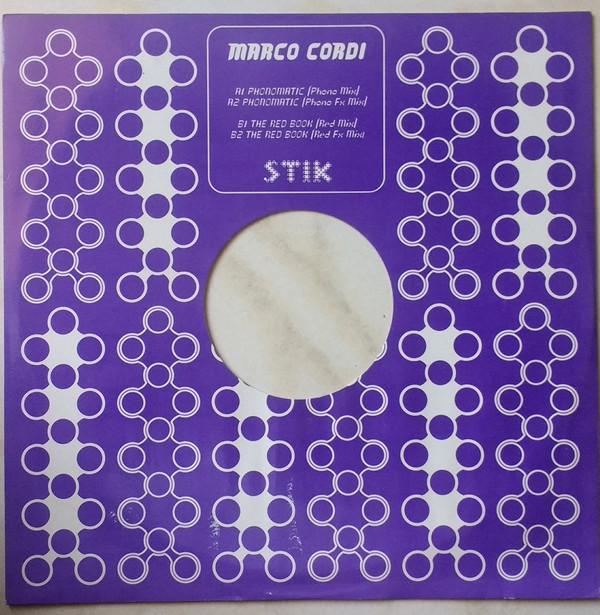 MARCO CORDI
A1 PHONOMATIC (Phono Mix)
A2 PHONOMATIC (Phono Fx Mix)
B1 THE RED BOOK (Red Mix)
B2 THE RED BOOK (Red Fx Mix)
STIK